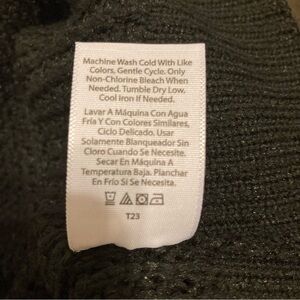 Machine Wash Cold With Like
Colors, Gentle Cycle. Only
Non-Chlorine Bleach When
Needed. Tumble Dry Low,
Cool Iron If Needed.
Lavar A Máquina Con Agua
Fría Y Con Colores Similares,
Ciclo Delicado. Usar
Solamente Blanqueador Sin
Cloro Cuando Se Necesite.
Secar En Máquina A
Temperatura Baja. Planchar
En Frío Si Se Necesita.
T23